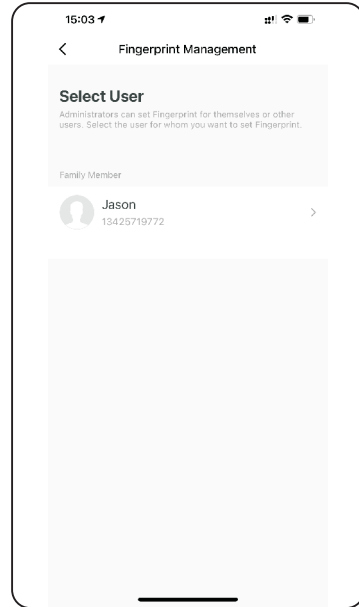 15:03
Fingerprint Management
Select User
Administrators can set Fingerprint for themselves or other
users. Select the user for whom you want to set Fingerprint.
Family Member
Jason
13425719772